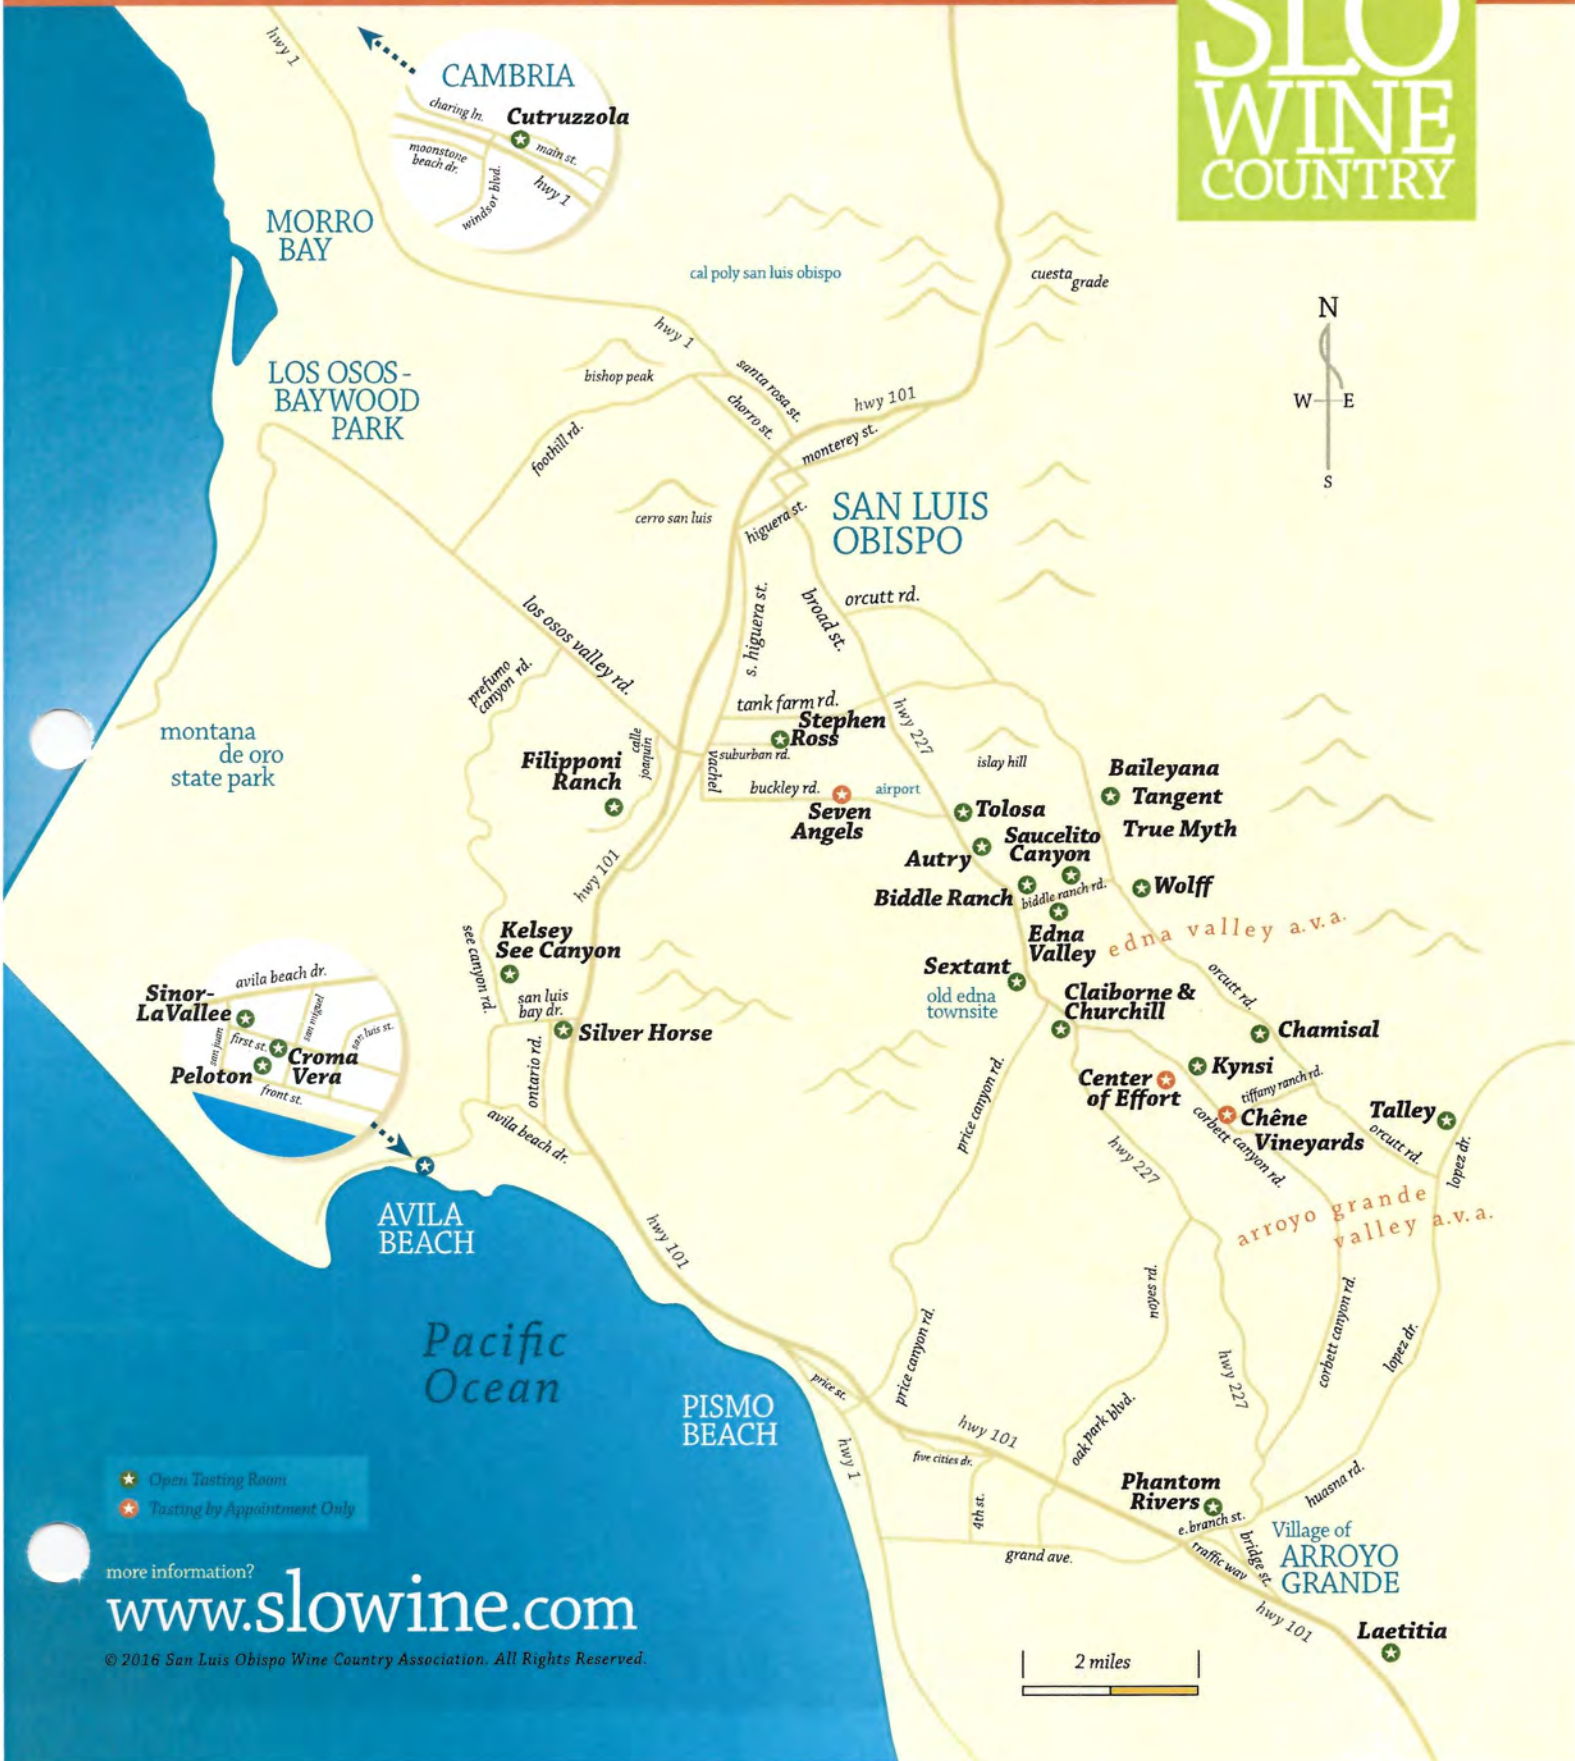 SLO
WINE
COUNTRY
hwy 1
CAMBRIA
charing ln.
Cutruzzola
main st.
moonstone
beach dr.
windsor blvd.
hwy 1
MORRO
BAY
cal poly san luis obispo
cuesta
grade
N
W E
S
hwy 1
bishop peak
santa rosa st.
chorro st.
hwy 101
monterey st.
LOS OSOS-
BAYWOOD
PARK
foothill rd.
cerro san luis
higuera st.
SAN LUIS
OBISPO
los osos valley rd.
s. higuera st.
broad st.
orcutt rd.
prefumo
canyon rd.
tank farm rd.
hwy 227
Stephen
Ross
suburban rd.
vachel
calle
joaquin
montana
de oro
state park
Filipponi
Ranch
buckley rd.
airport
islay hill
Seven
Angels
Baileyana
Tangent
True Myth
Tolosa
Saucelito
Canyon
Autry
Biddle Ranch
biddle ranch rd.
Wolff
hwy 101
Edna
Valley
edna valley a.v.a.
Kelsey
See Canyon
see canyon rd.
san luis
bay dr.
Silver Horse
ontario rd.
Sextant
old edna
townsite
Claiborne &
Churchill
orcutt rd.
Chamisal
Kynsi
Center
of Effort
tiffany ranch rd.
Chêne
Vineyards
corbett canyon rd.
Talley
orcutt rd.
lopez dr.
avila beach dr.
Sinor-
LaVallee
san juan
first st.
san miguel
san luis st.
Croma
Vera
Peloton
front st.
avila beach dr.
price canyon rd.
hwy 227
arroyo grande
valley a.v.a.
AVILA
BEACH
hwy 101
noyes rd.
Pacific
Ocean
price canyon rd.
hwy 227
corbett canyon rd.
lopez dr.
price st.
PISMO
BEACH
hwy 1
hwy 101
oak park blvd.
five cities dr.
4th st.
grand ave.
Phantom
Rivers
e. branch st.
huasna rd.
traffic way
bridge st.
Village of
ARROYO
GRANDE
hwy 101
Laetitia
Open Tasting Room
Tasting by Appointment Only
more information?
www.slowine.com
© 2016 San Luis Obispo Wine Country Association. All Rights Reserved.
2 miles